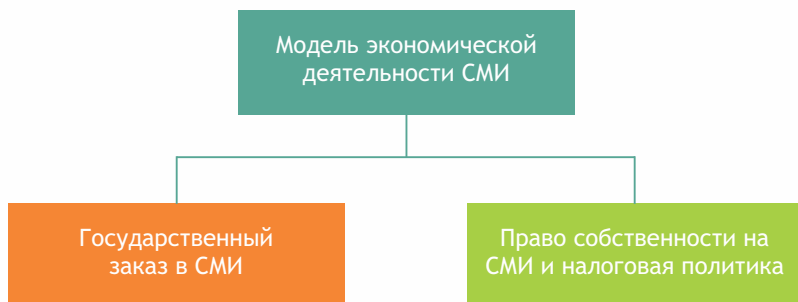 Модель экономической
деятельности СМИ
Государственный
заказ в СМИ
Право собственности на
СМИ и налоговая политика